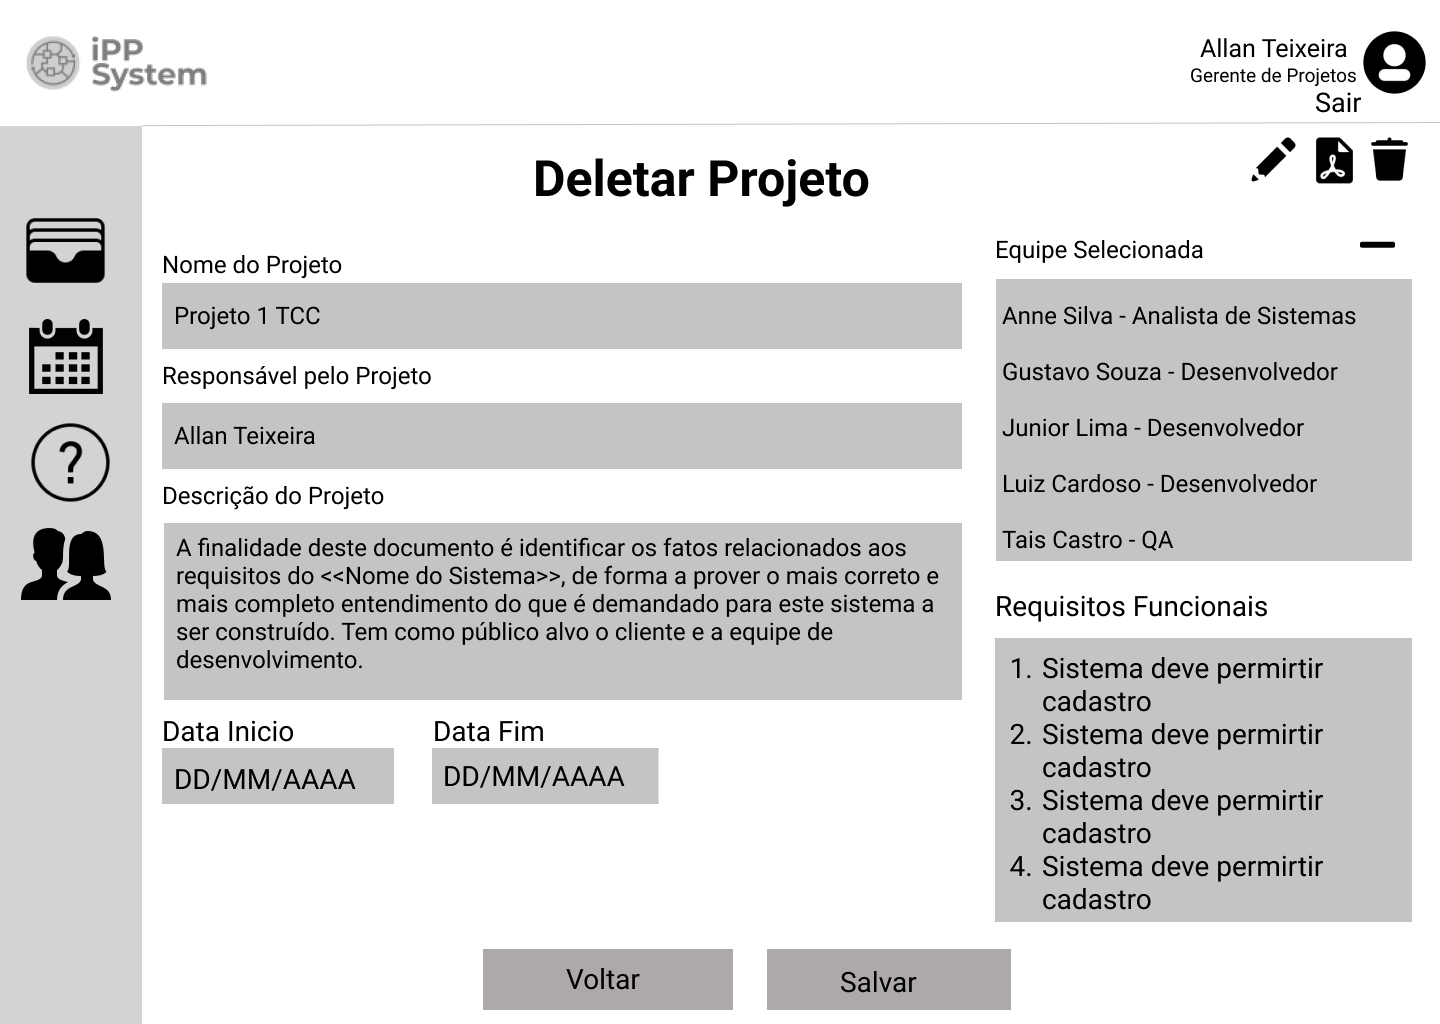 iPP
System
Allan Teixeira
Gerente de Projetos
Sair
Deletar Projeto
Nome do Projeto
Projeto 1 TCC
Responsável pelo Projeto
Allan Teixeira
Descrição do Projeto
A finalidade deste documento é identificar os fatos relacionados aos
requisitos do <<Nome do Sistema>>, de forma a prover o mais correto e
mais completo entendimento do que é demandado para este sistema a
ser construído. Tem como público alvo o cliente e a equipe de
desenvolvimento.
Data Inicio
DD/MM/AAAA
Data Fim
DD/MM/AAAA
Equipe Selecionada
Anne Silva - Analista de Sistemas
Gustavo Souza - Desenvolvedor
Junior Lima - Desenvolvedor
Luiz Cardoso - Desenvolvedor
Tais Castro - QA
Requisitos Funcionais
1. Sistema deve permirtir
cadastro
2. Sistema deve permirtir
cadastro
3. Sistema deve permirtir
cadastro
4. Sistema deve permirtir
cadastro
Voltar
Salvar